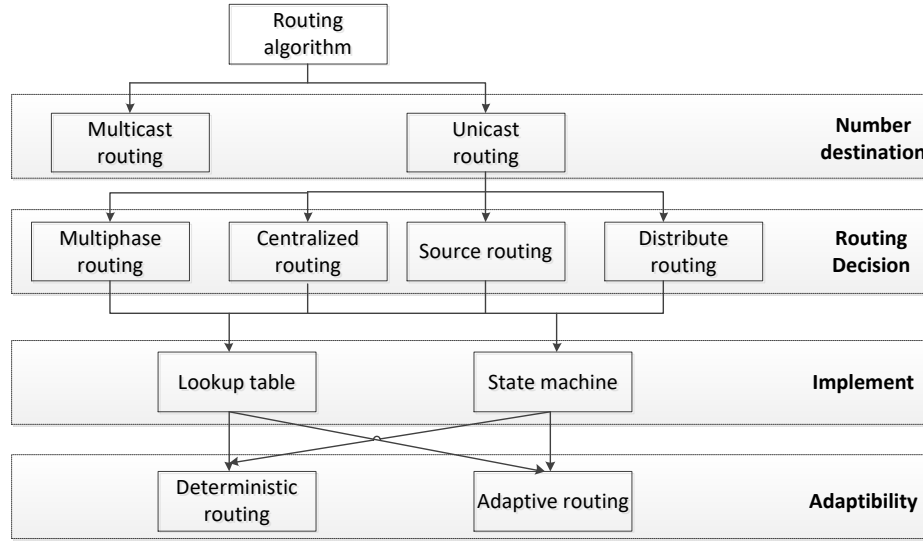 Routing
algorithm
Multicast
routing
Unicast
routing
Number
destination
Multiphase
routing
Centralized
routing
Source routing
Distribute
routing
Routing
Decision
Lookup table
State machine
Implement
Deterministic
routing
Adaptive routing
Adaptibility